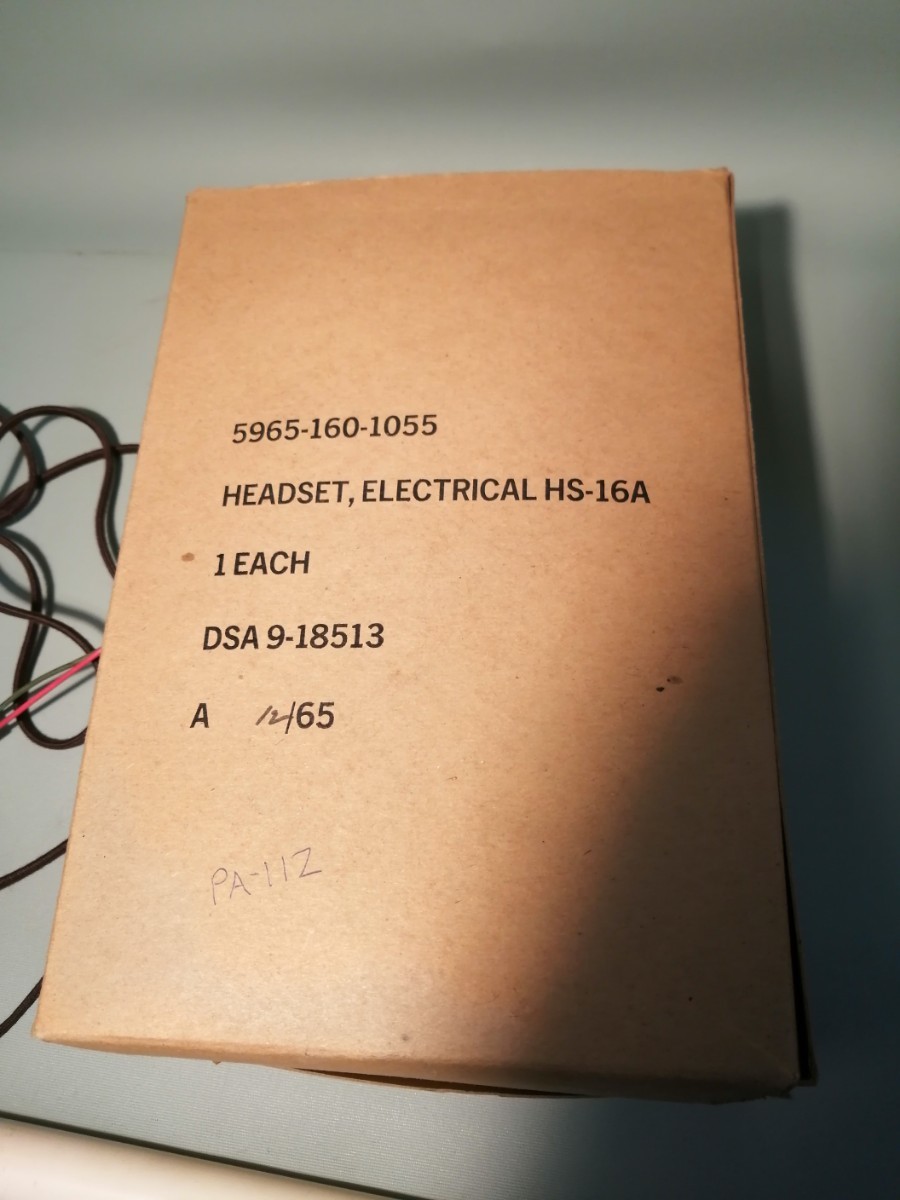 5965-160-1055
HEADSET, ELECTRICAL HS-16A
1 EACH
DSA 9-18513
A 12/65
PA-112